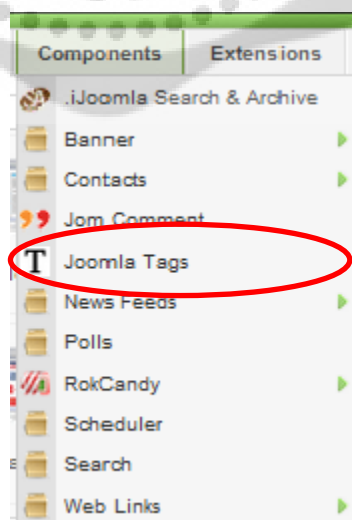 Components Extensions
.iJoomla Search & Archive
Banner
Contacts
Jom Comment
T Joomla Tags
News Feeds
Polls
RokCandy
Scheduler
Search
Web Links